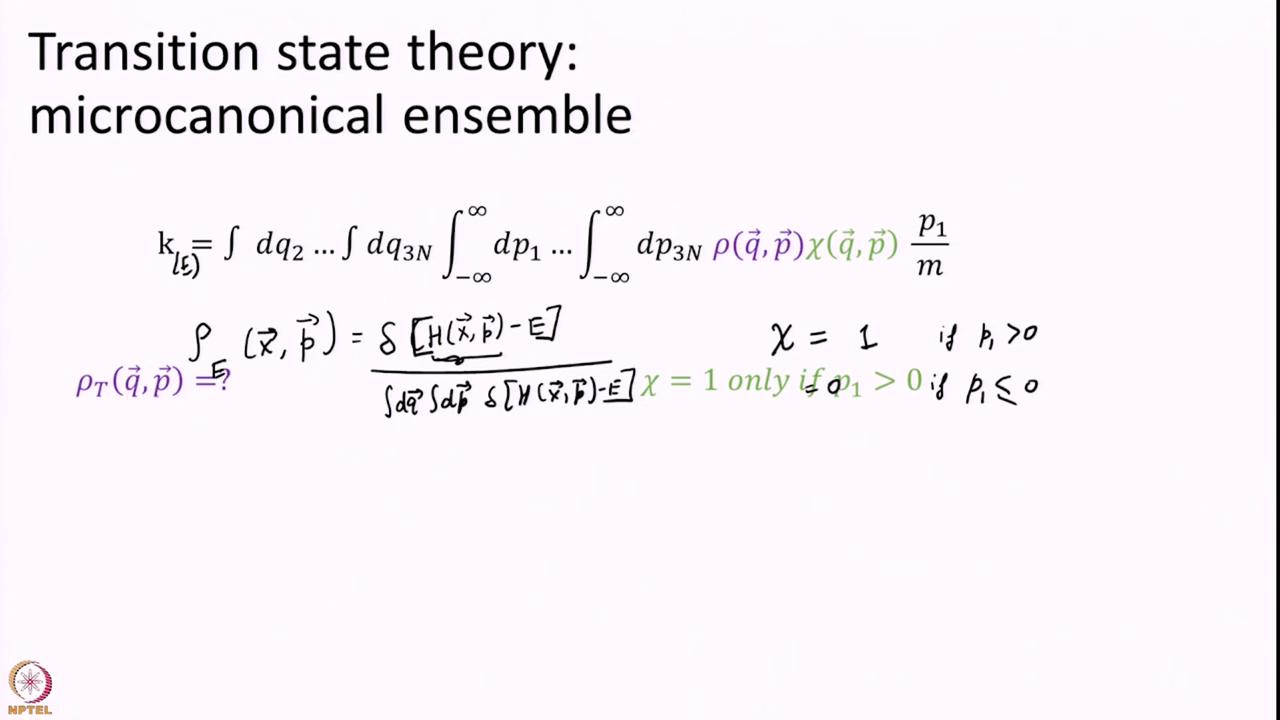 Transition state theory:
microcanonical ensemble
k(E) = ∫ dq₂ … ∫ dq₃N ∫_{−∞}^{∞} dp₁ … ∫_{−∞}^{∞} dp₃N ρ(q⃗, p⃗)χ(q⃗, p⃗) p₁/m
ρ_E (x⃗, p⃗) = δ[H(x⃗, p⃗) - E] / ∫dq⃗ ∫dp⃗ δ[H(x⃗, p⃗) - E]
χ = 1 if p₁ > 0
= 0 if p₁ ≤ 0
ρ_T(q⃗, p⃗) =?
χ = 1 only if p₁ > 0
NPTEL